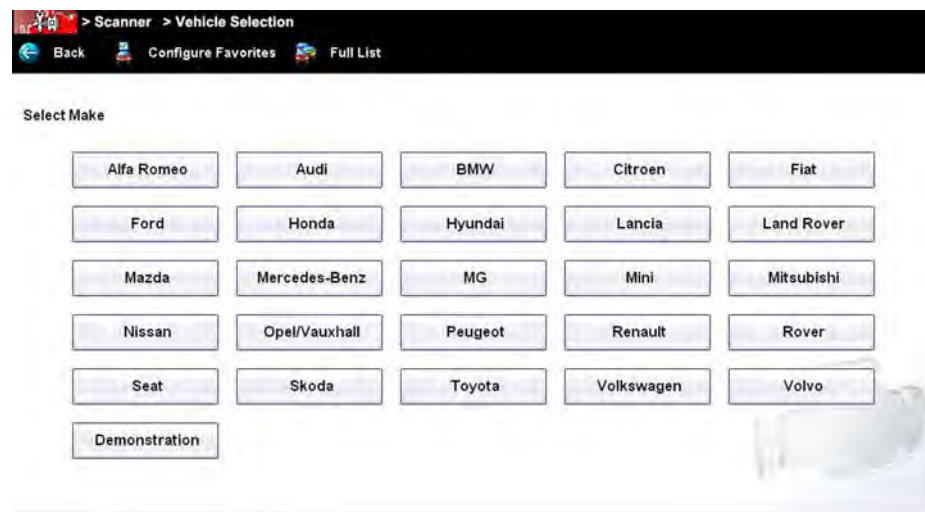 > Scanner > Vehicle Selection
Back Configure Favorites Full List
Select Make
Alfa Romeo Audi BMW Citroen Fiat
Ford Honda Hyundai Lancia Land Rover
Mazda Mercedes-Benz MG Mini Mitsubishi
Nissan Opel/Vauxhall Peugeot Renault Rover
Seat Skoda Toyota Volkswagen Volvo
Demonstration